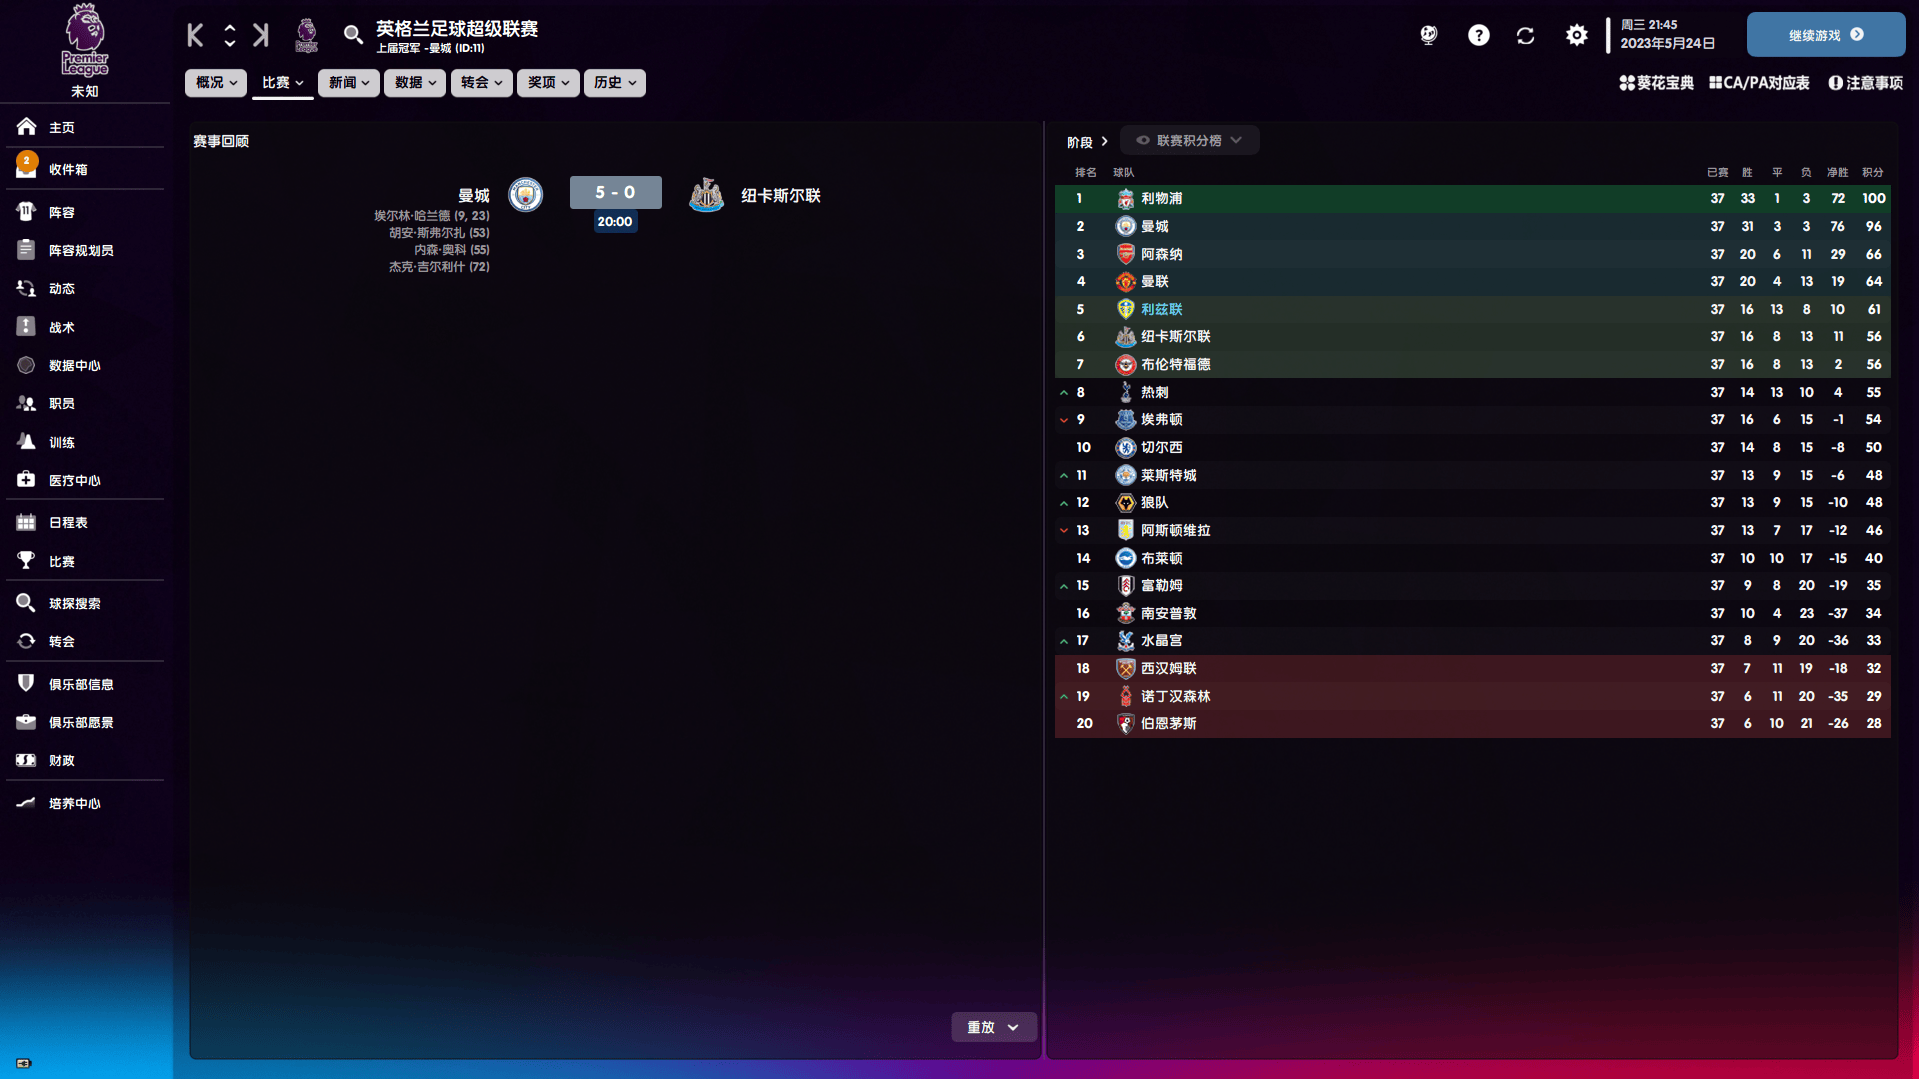 Premier League
未知
主页
2
收件箱
11
阵容
阵容规划员
动态
战术
数据中心
职员
训练
医疗中心
日程表
比赛
球探搜索
转会
俱乐部信息
俱乐部愿景
财政
培养中心
英格兰足球超级联赛
上届冠军 -曼城 (ID:11)
周三 21:45
2023年5月24日
继续游戏
概况 比赛 新闻 数据 转会 奖项 历史
葵花宝典 CA/PA对应表 注意事项
赛事回顾
曼城 5 - 0 纽卡斯尔联
20:00
埃尔林·哈兰德 (9, 23)
胡安·斯弗尔扎 (53)
内森·奥科 (55)
杰克·吉尔利什 (72)
重放
阶段 联赛积分榜
排名 球队 已赛 胜 平 负 净胜 积分
1 利物浦 37 33 1 3 72 100
2 曼城 37 31 3 3 76 96
3 阿森纳 37 20 6 11 29 66
4 曼联 37 20 4 13 19 64
5 利兹联 37 16 13 8 10 61
6 纽卡斯尔联 37 16 8 13 11 56
7 布伦特福德 37 16 8 13 2 56
8 热刺 37 14 13 10 4 55
9 埃弗顿 37 16 6 15 -1 54
10 切尔西 37 14 8 15 -8 50
11 莱斯特城 37 13 9 15 -6 48
12 狼队 37 13 9 15 -10 48
13 阿斯顿维拉 37 13 7 17 -12 46
14 布莱顿 37 10 10 17 -15 40
15 富勒姆 37 9 8 20 -19 35
16 南安普敦 37 10 4 23 -37 34
17 水晶宫 37 8 9 20 -36 33
18 西汉姆联 37 7 11 19 -18 32
19 诺丁汉森林 37 6 11 20 -35 29
20 伯恩茅斯 37 6 10 21 -26 28